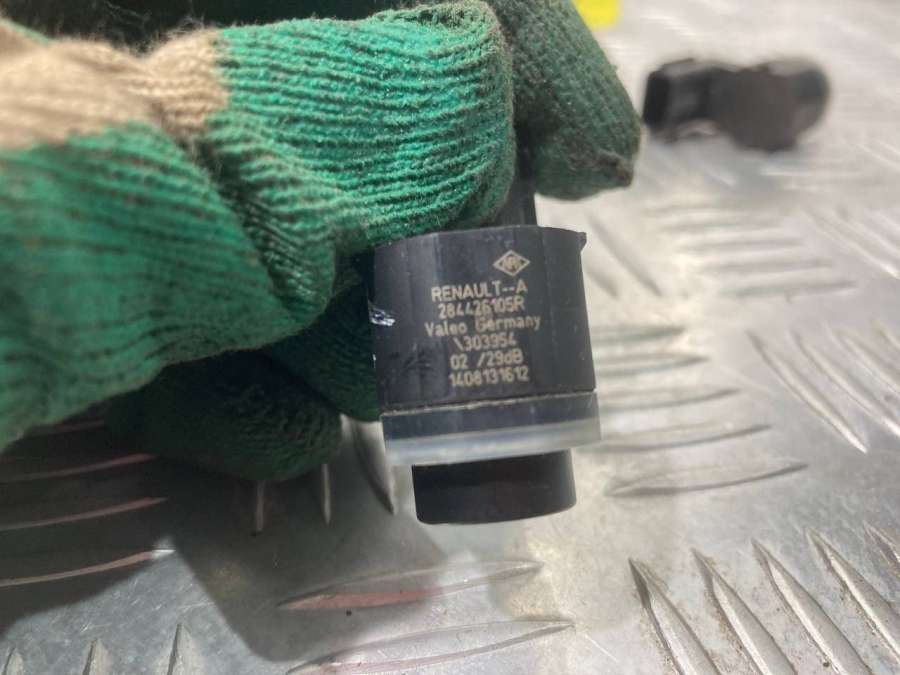 RENAULT--A
284426105R
Valeo Germany
\303954
02 /29dB
1408131612